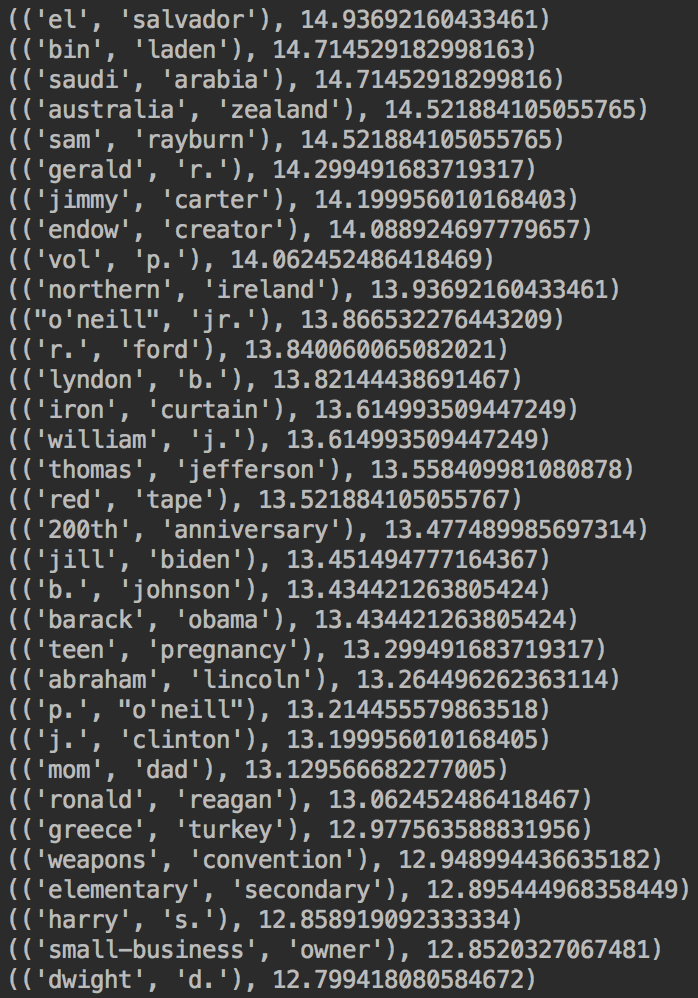 (('el', 'salvador'), 14.93692160433461)
(('bin', 'laden'), 14.714529182998163)
(('saudi', 'arabia'), 14.71452918299816)
(('australia', 'zealand'), 14.521884105055765)
(('sam', 'rayburn'), 14.521884105055765)
(('gerald', 'r.'), 14.299491683719317)
(('jimmy', 'carter'), 14.199956010168403)
(('endow', 'creator'), 14.088924697779657)
(('vol', 'p.'), 14.062452486418469)
(('northern', 'ireland'), 13.93692160433461)
(("o'neill", 'jr.'), 13.866532276443209)
(('r.', 'ford'), 13.840060065082021)
(('lyndon', 'b.'), 13.82144438691467)
(('iron', 'curtain'), 13.614993509447249)
(('william', 'j.'), 13.614993509447249)
(('thomas', 'jefferson'), 13.558409981080878)
(('red', 'tape'), 13.521884105055767)
(('200th', 'anniversary'), 13.477489985697314)
(('jill', 'biden'), 13.451494777164367)
(('b.', 'johnson'), 13.434421263805424)
(('barack', 'obama'), 13.434421263805424)
(('teen', 'pregnancy'), 13.299491683719317)
(('abraham', 'lincoln'), 13.264496262363114)
(('p.', "o'neill"), 13.214455579863518)
(('j.', 'clinton'), 13.199956010168405)
(('mom', 'dad'), 13.129566682277005)
(('ronald', 'reagan'), 13.062452486418467)
(('greece', 'turkey'), 12.977563588831956)
(('weapons', 'convention'), 12.948994436635182)
(('elementary', 'secondary'), 12.895444968358449)
(('harry', 's.'), 12.858919092333334)
(('small-business', 'owner'), 12.8520327067481)
(('dwight', 'd.'), 12.799418080584672)